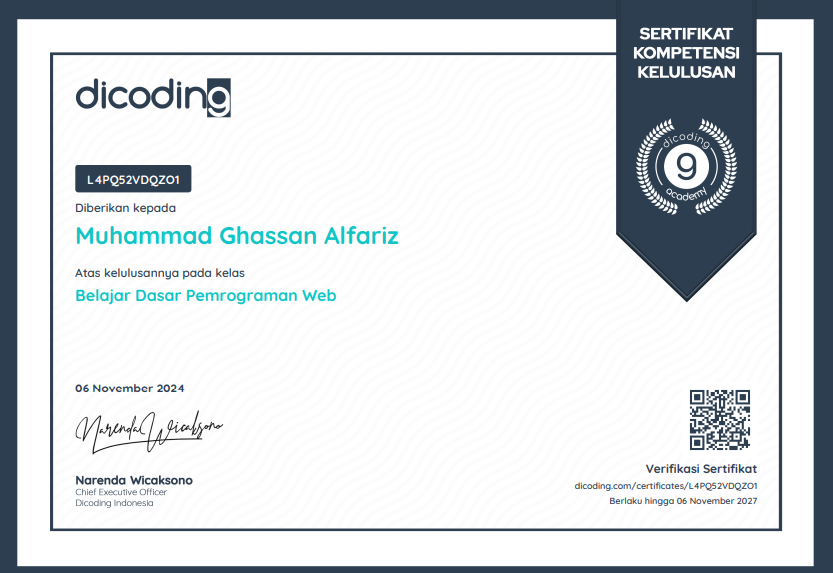 SERTIFIKAT
KOMPETENSI
KELULUSAN
dicoding
dicoding
9
academy
L4PQ52VDQZO1
Diberikan kepada
Muhammad Ghassan Alfariz
Atas kelulusannya pada kelas
Belajar Dasar Pemrograman Web
06 November 2024
Narenda Wicaksono
Narenda Wicaksono
Chief Executive Officer
Dicoding Indonesia
Verifikasi Sertifikat
dicoding.com/certificates/L4PQ52VDQZO1
Berlaku hingga 06 November 2027